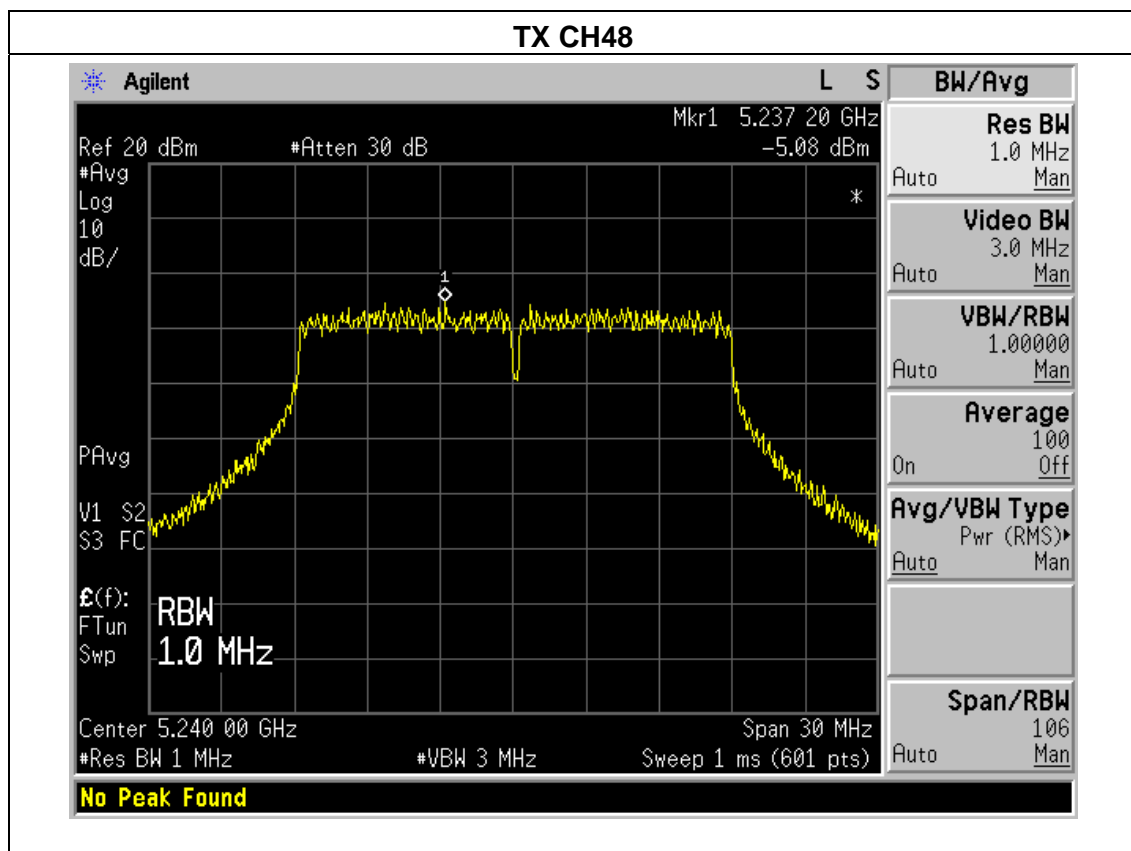 TX CH48
Agilent L S
Mkr1 5.237 20 GHz
Ref 20 dBm #Atten 30 dB -5.08 dBm
#Avg
Log
10
dB/
*
1
PAvg
V1 S2
S3 FC
£(f):
FTun
Swp
RBW
1.0 MHz
Center 5.240 00 GHz Span 30 MHz
#Res BW 1 MHz #VBW 3 MHz Sweep 1 ms (601 pts)
No Peak Found
BW/Avg
Res BW
1.0 MHz
Auto Man
Video BW
3.0 MHz
Auto Man
VBW/RBW
1.00000
Auto Man
Average
100
On Off
Avg/VBW Type
Pwr (RMS)▸
Auto Man
Span/RBW
106
Auto Man